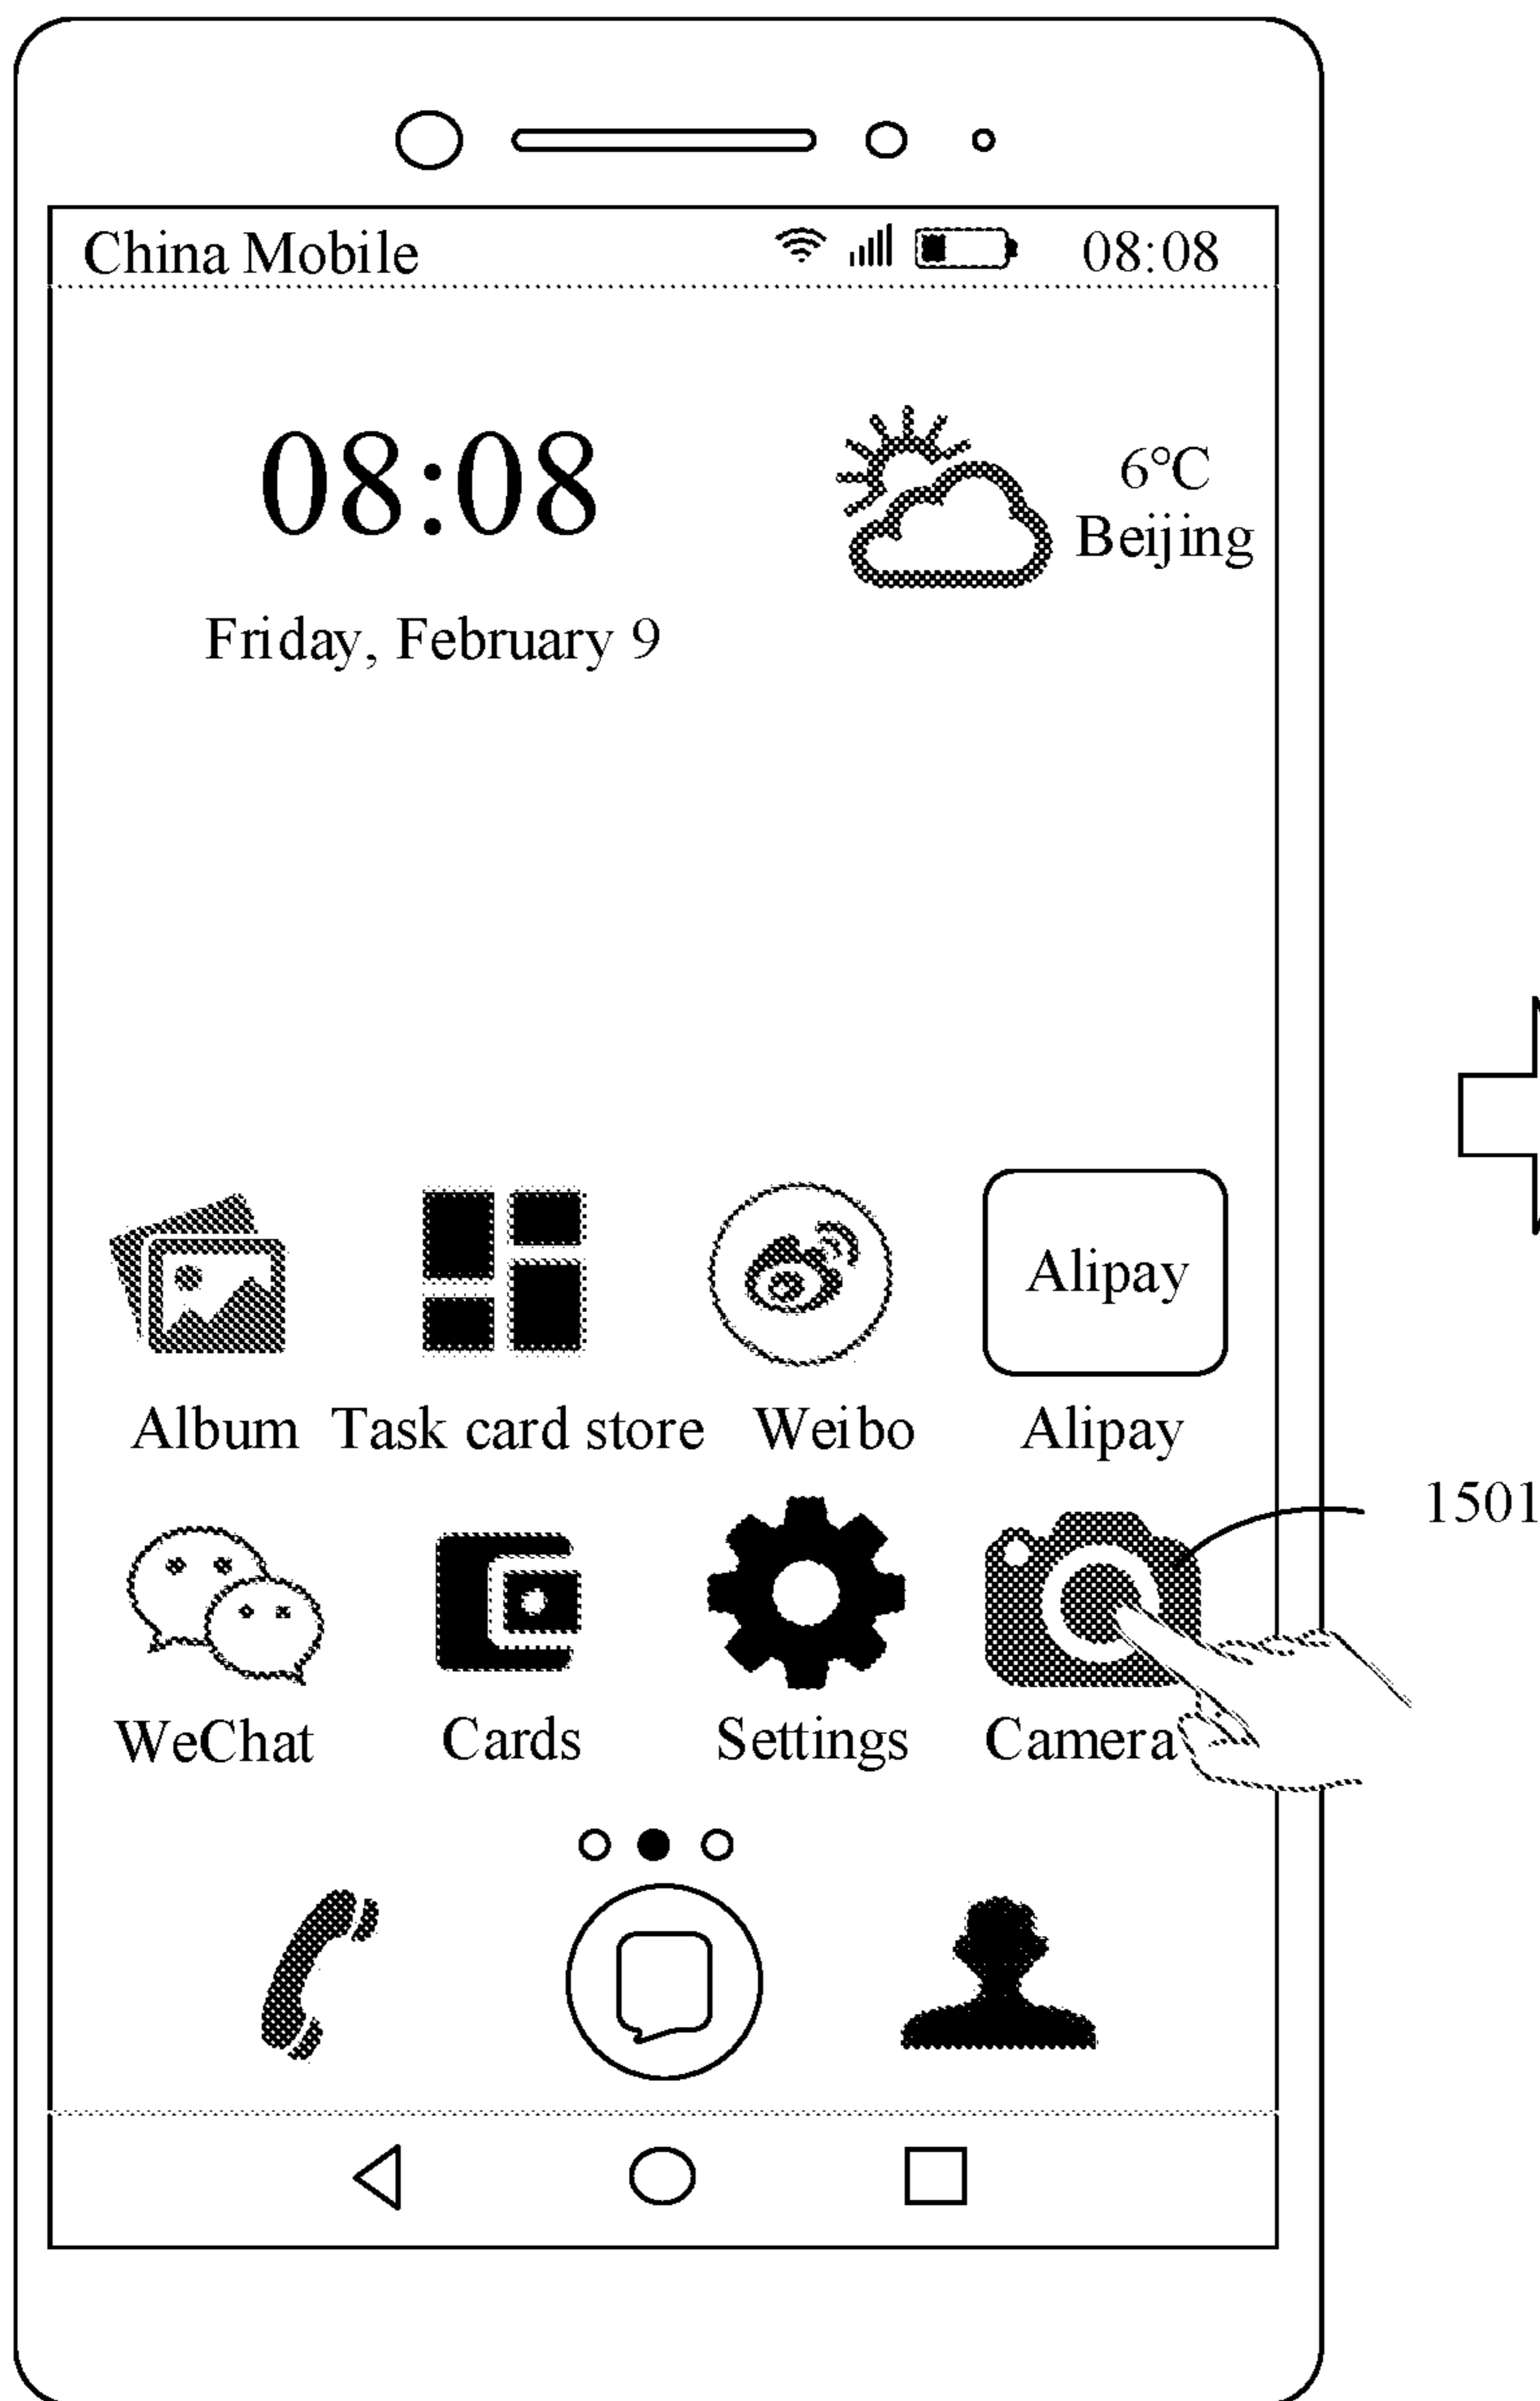 China Mobile 08:08
08:08
6°C
Beijing
Friday, February 9
Alipay
Album Task card store Weibo Alipay
1501
WeChat Cards Settings Camera